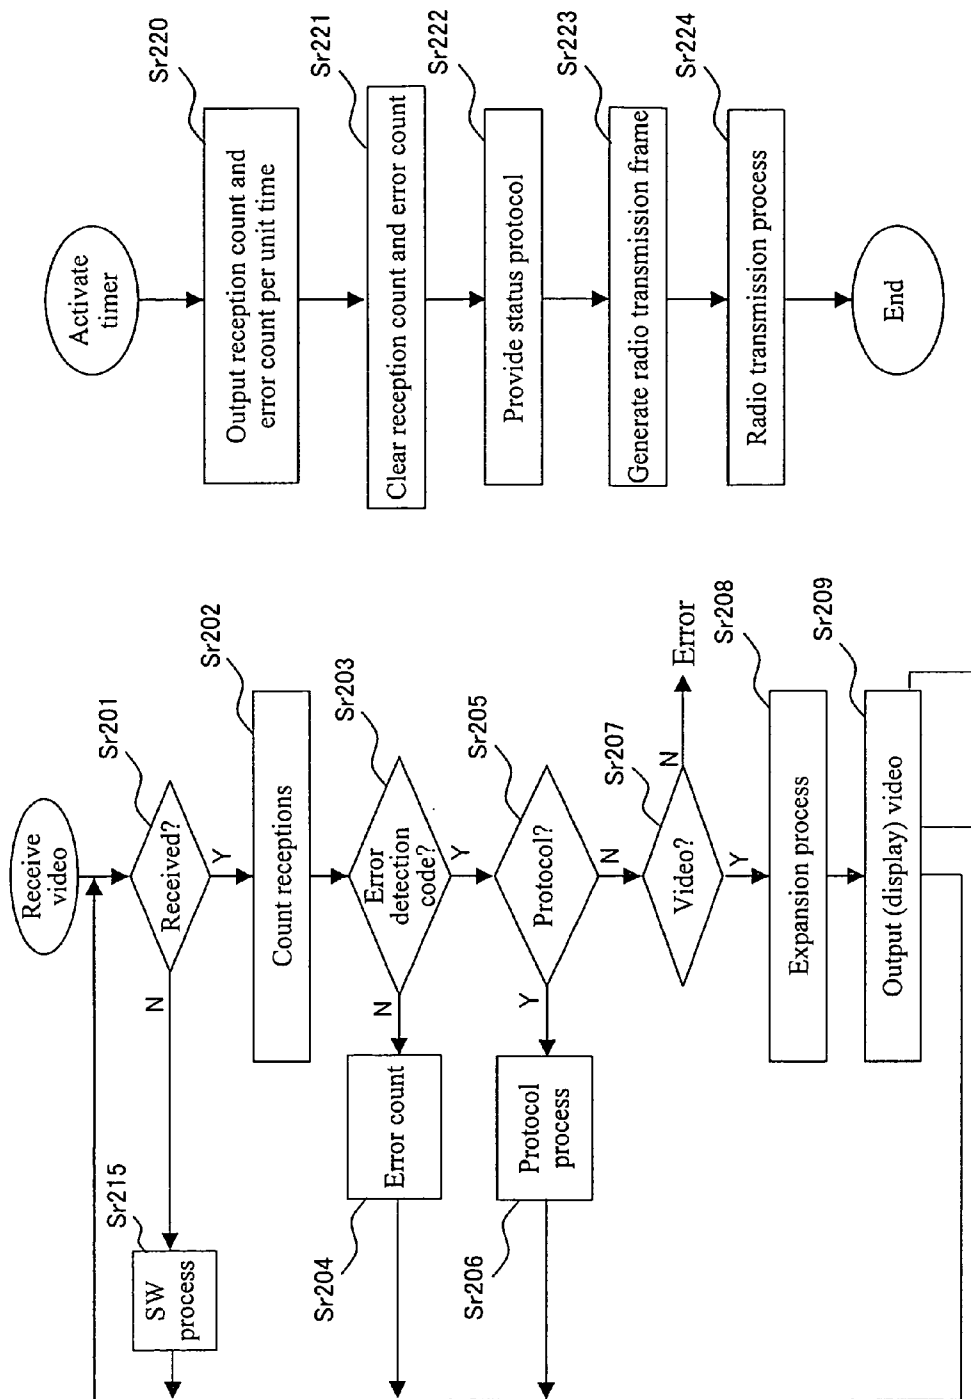 Receive
video
Sr201
Received?
N
Y
Sr215
SW
process
Sr202
Count receptions
Sr203
Error
detection
code?
N
Y
Sr204
Error count
Sr205
Protocol?
Y
N
Sr206
Protocol
process
Sr207
Video?
N
Error
Y
Sr208
Expansion process
Sr209
Output (display) video
Activate
timer
Sr220
Output reception count and
error count per unit time
Sr221
Clear reception count and error count
Sr222
Provide status protocol
Sr223
Generate radio transmission frame
Sr224
Radio transmission process
End